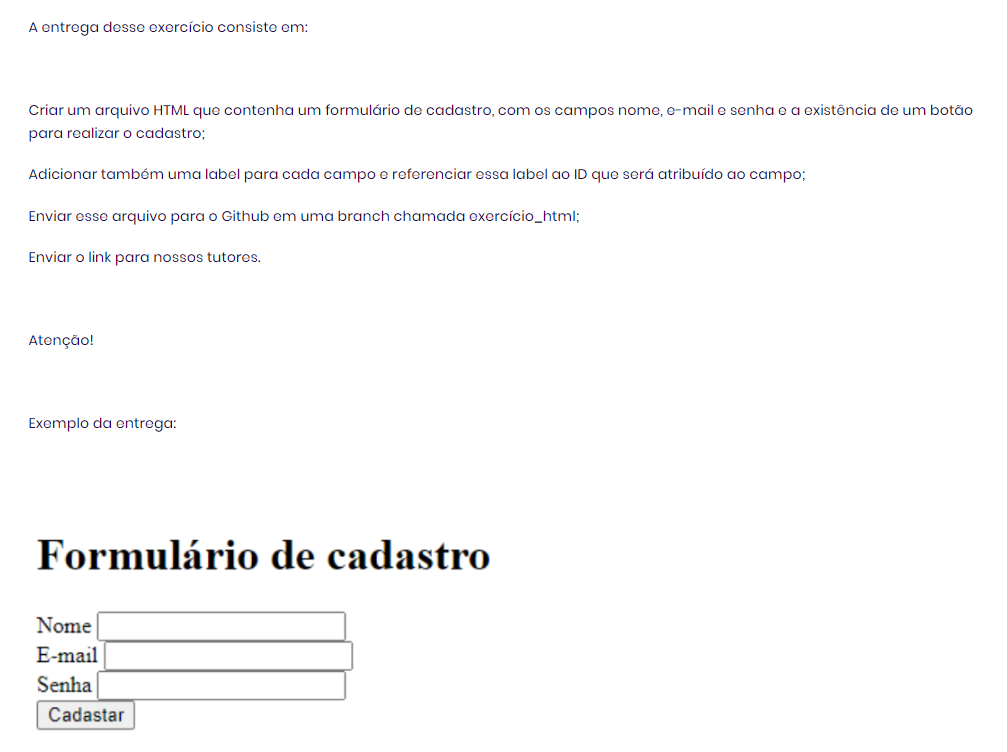 A entrega desse exercício consiste em:
Criar um arquivo HTML que contenha um formulário de cadastro, com os campos nome, e-mail e senha e a existência de um botão
para realizar o cadastro;
Adicionar também uma label para cada campo e referenciar essa label ao ID que será atribuído ao campo;
Enviar esse arquivo para o Github em uma branch chamada exercício_html;
Enviar o link para nossos tutores.
Atenção!
Exemplo da entrega:
Formulário de cadastro
Nome
E-mail
Senha
Cadastar